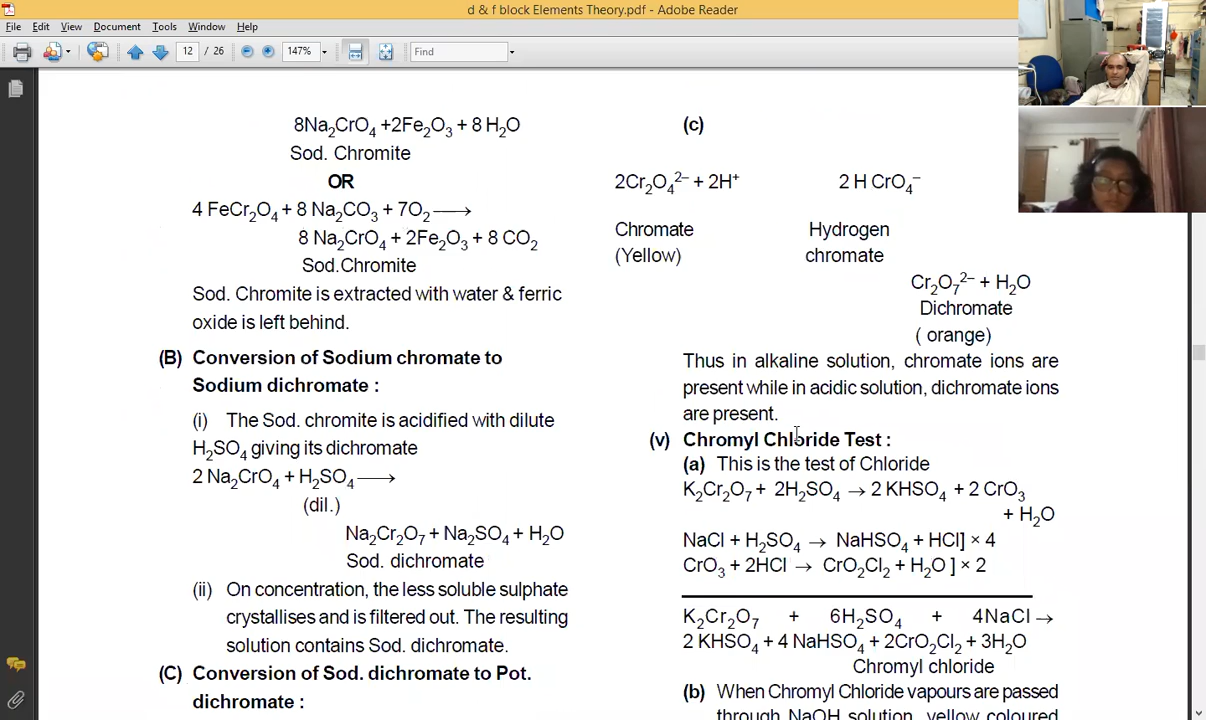 d & f block Elements Theory.pdf - Adobe Reader
File Edit View Document Tools Window Help
12 / 26 147% Find
8Na₂CrO₄ +2Fe₂O₃ + 8 H₂O
Sod. Chromite
OR
4 FeCr₂O₄ + 8 Na₂CO₃ + 7O₂ ⟶
8 Na₂CrO₄ + 2Fe₂O₃ + 8 CO₂
Sod.Chromite
Sod. Chromite is extracted with water & ferric
oxide is left behind.
(B) Conversion of Sodium chromate to
Sodium dichromate :
(i) The Sod. chromite is acidified with dilute
H₂SO₄ giving its dichromate
2 Na₂CrO₄ + H₂SO₄ ⟶
(dil.)
Na₂Cr₂O₇ + Na₂SO₄ + H₂O
Sod. dichromate
(ii) On concentration, the less soluble sulphate
crystallises and is filtered out. The resulting
solution contains Sod. dichromate.
(C) Conversion of Sod. dichromate to Pot.
dichromate :
(c)
2Cr₂O₄²⁻ + 2H⁺ 2 H CrO₄⁻
Chromate Hydrogen
(Yellow) chromate
Cr₂O₇²⁻ + H₂O
Dichromate
( orange)
Thus in alkaline solution, chromate ions are
present while in acidic solution, dichromate ions
are present.
(v) Chromyl Chloride Test :
(a) This is the test of Chloride
K₂Cr₂O₇ + 2H₂SO₄ → 2 KHSO₄ + 2 CrO₃
+ H₂O
NaCl + H₂SO₄ → NaHSO₄ + HCl] × 4
CrO₃ + 2HCl → CrO₂Cl₂ + H₂O ] × 2
K₂Cr₂O₇ + 6H₂SO₄ + 4NaCl →
2 KHSO₄ + 4 NaHSO₄ + 2CrO₂Cl₂ + 3H₂O
Chromyl chloride
(b) When Chromyl Chloride vapours are passed
through NaOH solution, yellow coloured